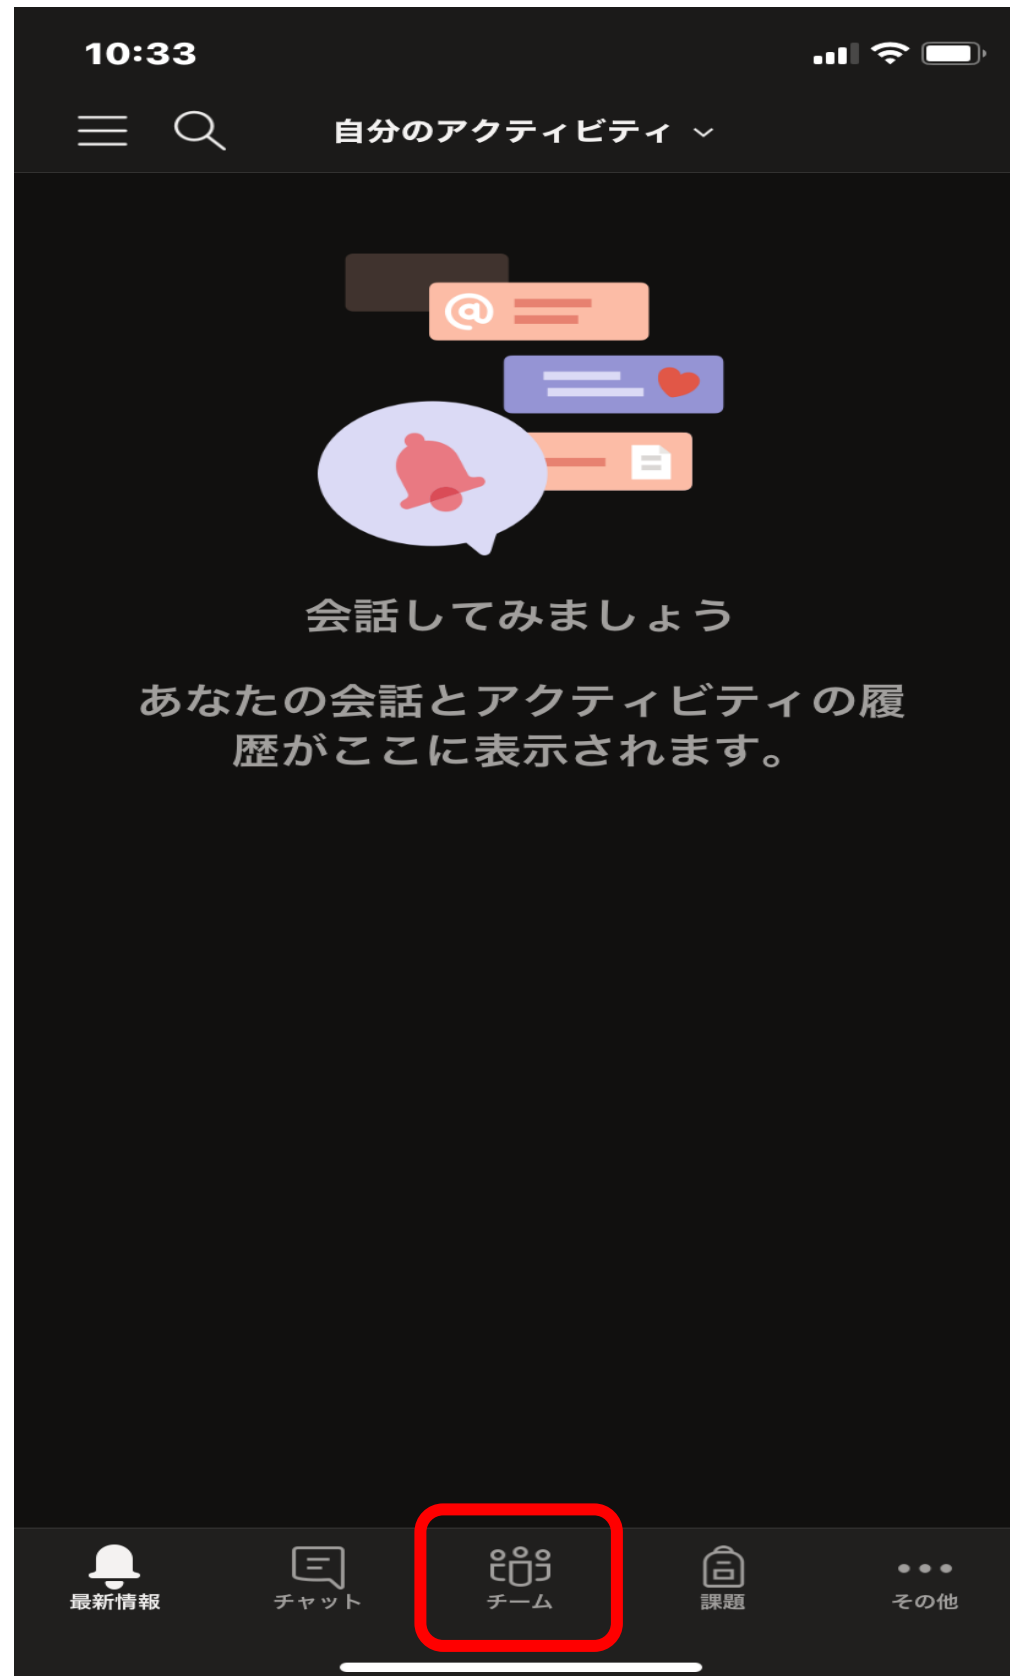 10:33
自分のアクティビティ
会話してみましょう
あなたの会話とアクティビティの履
歴がここに表示されます。
最新情報
チャット
チーム
課題
その他